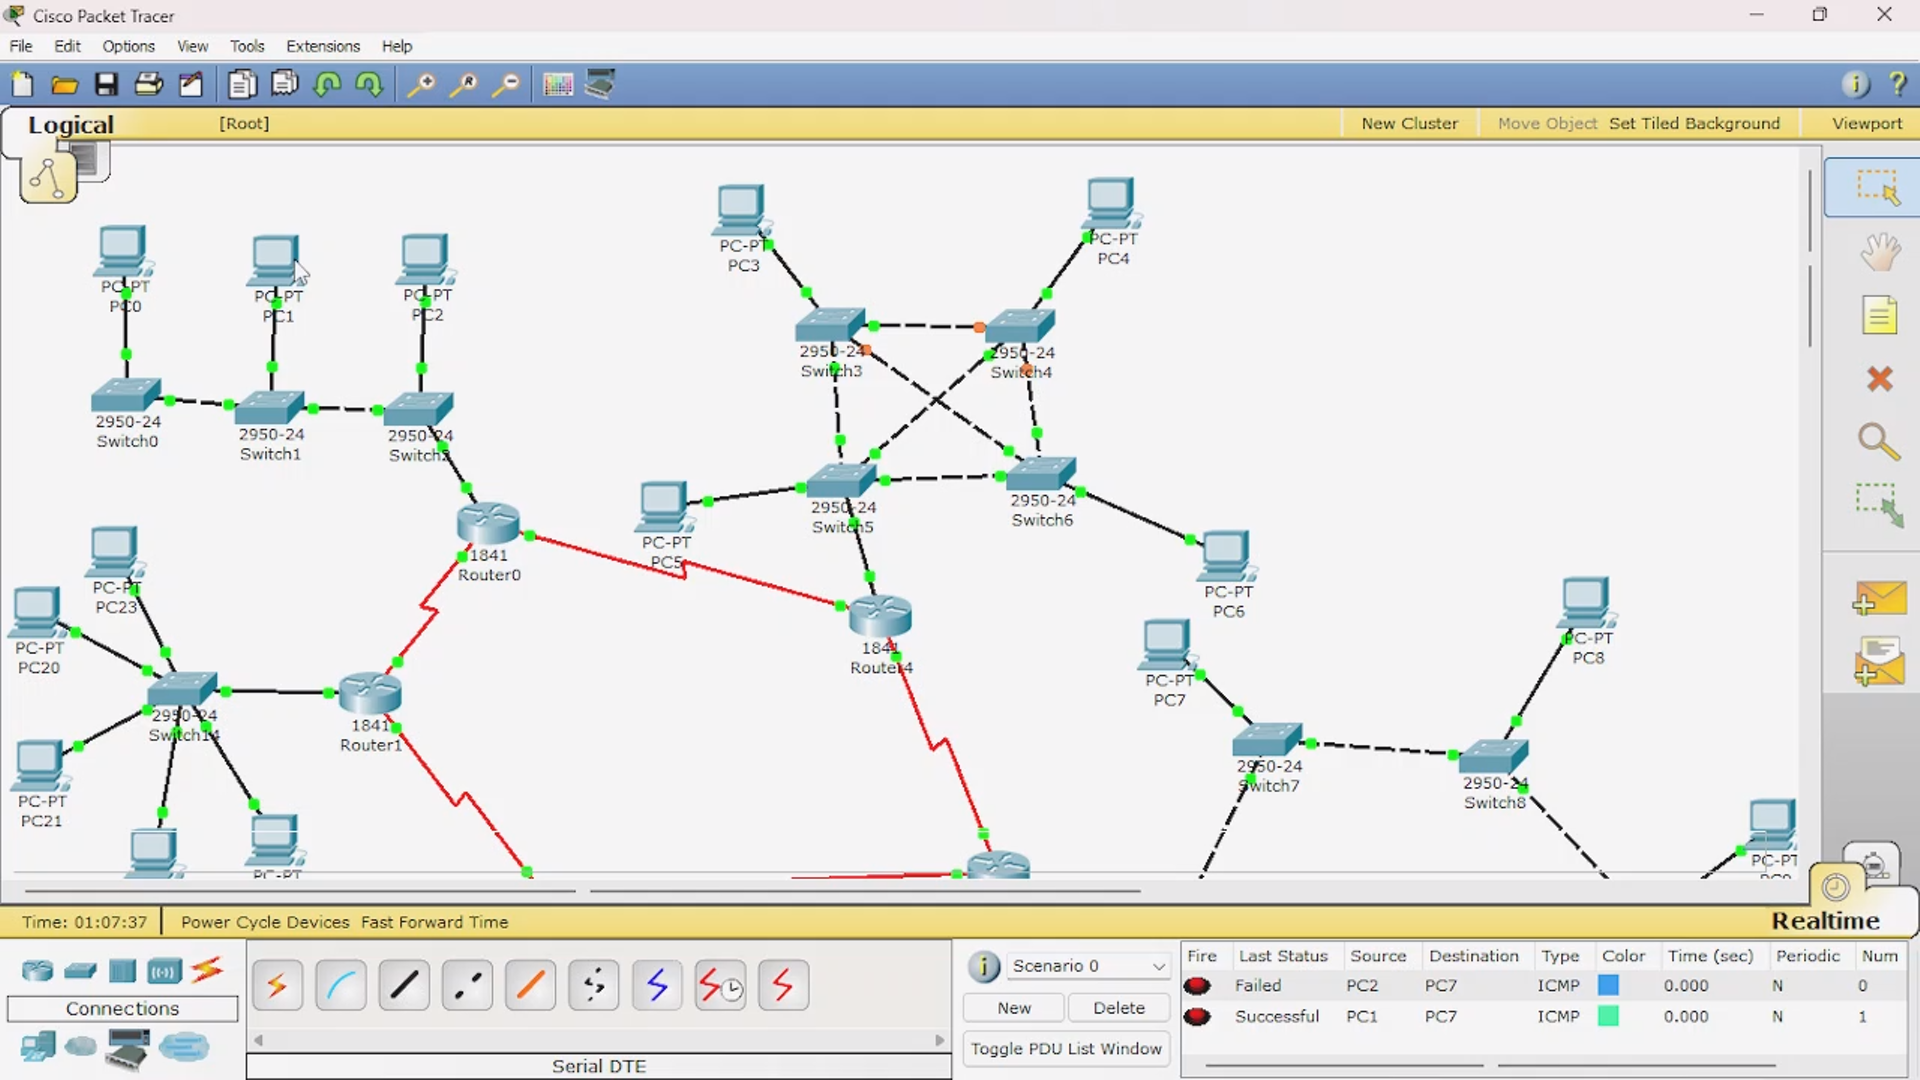 Cisco Packet Tracer
File Edit Options View Tools Extensions Help
Logical [Root] New Cluster Move Object Set Tiled Background Viewport
PC-PT
PC3
PC-PT
PC4
PC-PT
PC0
PC-PT
PC1
PC-PT
PC2
2950-24
Switch3
2950-24
Switch4
2950-24
Switch0
2950-24
Switch1
2950-24
Switch2
2950-24
Switch5
2950-24
Switch6
PC-PT
PC5
1841
Router0
PC-PT
PC23
PC-PT
PC6
PC-PT
PC20
1841
Router4
PC-PT
PC8
PC-PT
PC7
2950-24
Switch14
1841
Router1
2950-24
Switch7
2950-24
Switch8
PC-PT
PC21
PC-PT
PC-PT
PC9
Time: 01:07:37 Power Cycle Devices Fast Forward Time Realtime
Connections
Serial DTE
Scenario 0
New Delete
Toggle PDU List Window
Fire Last Status Source Destination Type Color Time (sec) Periodic Num
Failed PC2 PC7 ICMP 0.000 N 0
Successful PC1 PC7 ICMP 0.000 N 1